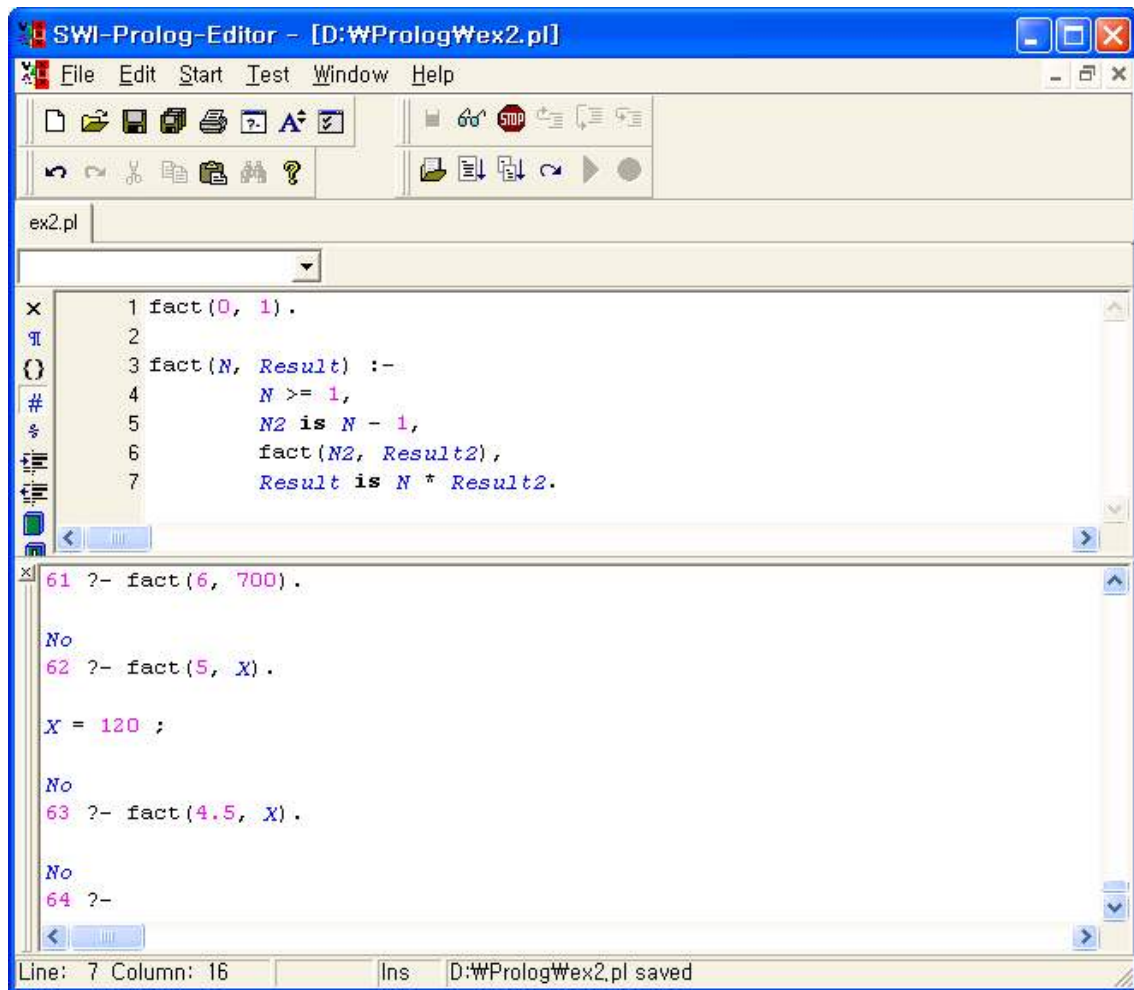 SWI-Prolog-Editor - [D:₩Prolog₩ex2.pl]
File Edit Start Test Window Help
STOP
ex2.pl
1 fact(0, 1).
2
3 fact(N, Result) :-
4 N >= 1,
5 N2 is N - 1,
6 fact(N2, Result2),
7 Result is N * Result2.
61 ?- fact(6, 700).
No
62 ?- fact(5, X).
X = 120 ;
No
63 ?- fact(4.5, X).
No
64 ?-
Line: 7 Column: 16 Ins D:₩Prolog₩ex2.pl saved